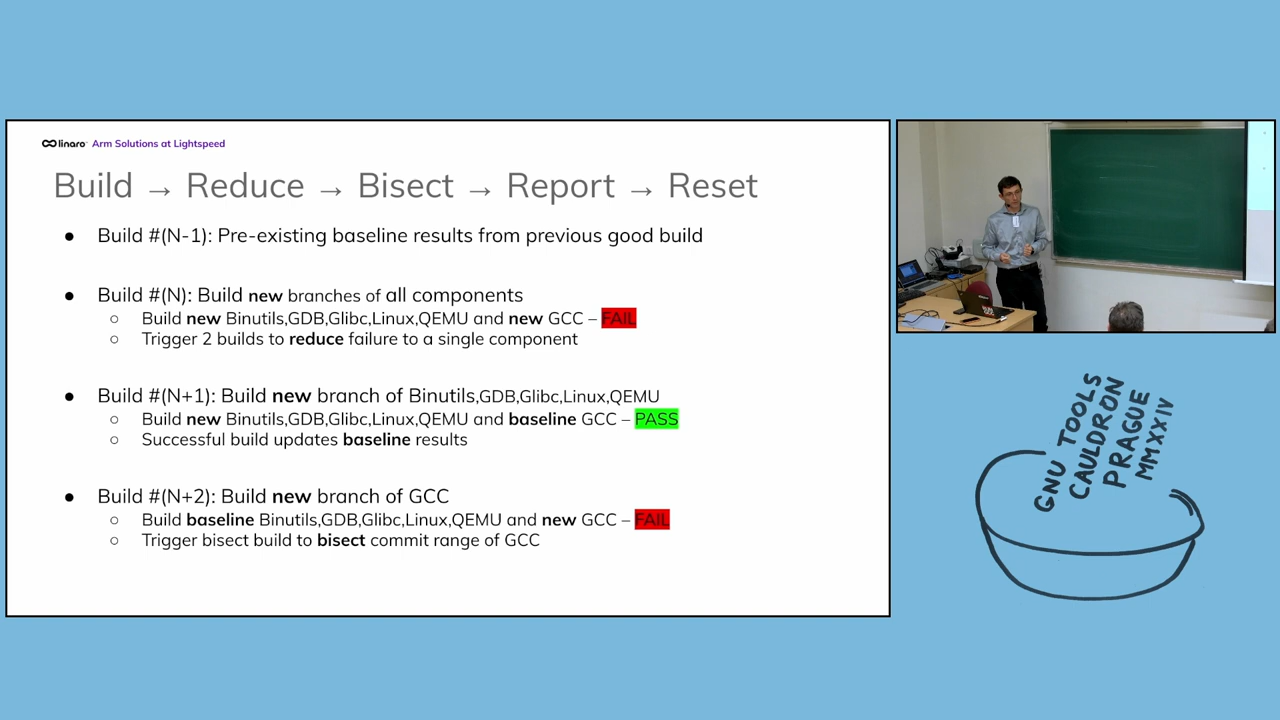 linaro Arm Solutions at Lightspeed
Build → Reduce → Bisect → Report → Reset
● Build #(N-1): Pre-existing baseline results from previous good build
● Build #(N): Build new branches of all components
○ Build new Binutils,GDB,Glibc,Linux,QEMU and new GCC – FAIL
○ Trigger 2 builds to reduce failure to a single component
● Build #(N+1): Build new branch of Binutils,GDB,Glibc,Linux,QEMU
○ Build new Binutils,GDB,Glibc,Linux,QEMU and baseline GCC – PASS
○ Successful build updates baseline results
● Build #(N+2): Build new branch of GCC
○ Build baseline Binutils,GDB,Glibc,Linux,QEMU and new GCC – FAIL
○ Trigger bisect build to bisect commit range of GCC
GNU TOOLS
CAULDRON
PRAGUE
MMXXIV